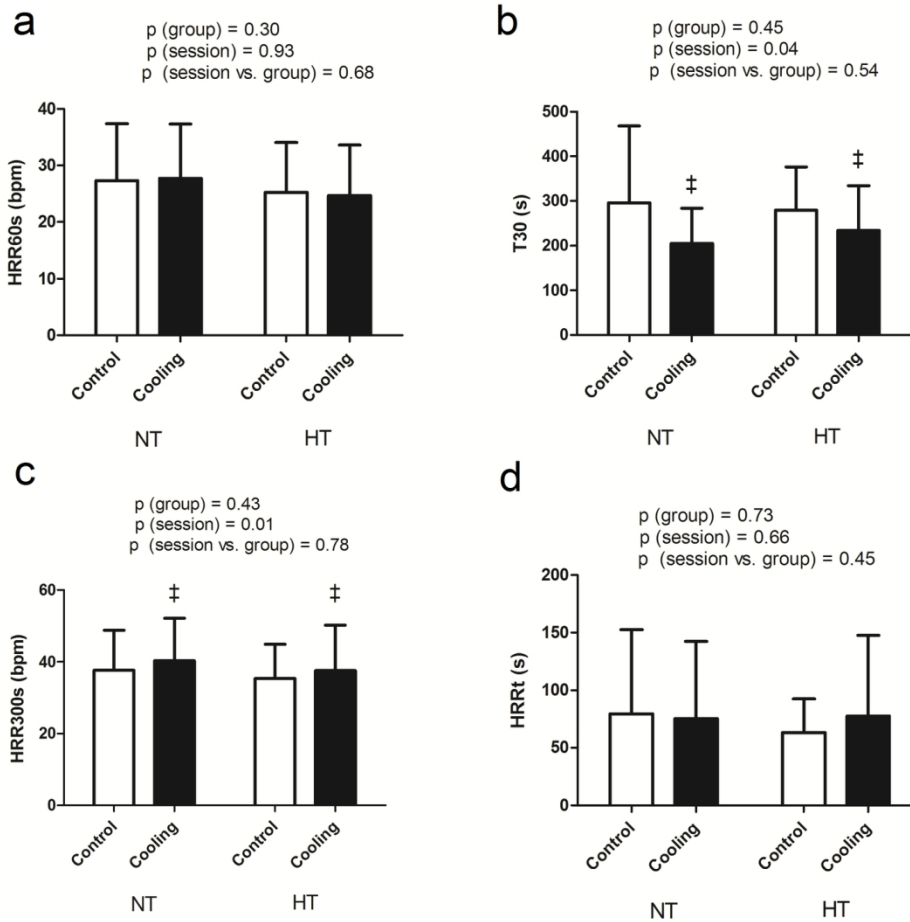 a
p (group) = 0.30
p (session) = 0.93
p (session vs. group) = 0.68
40
30
20
10
0
HRR60s (bpm)
Control
Cooling
Control
Cooling
NT
HT
b
p (group) = 0.45
p (session) = 0.04
p (session vs. group) = 0.54
500
400
300
200
100
0
T30 (s)
‡
‡
Control
Cooling
Control
Cooling
NT
HT
c
p (group) = 0.43
p (session) = 0.01
p (session vs. group) = 0.78
60
40
20
0
HRR300s (bpm)
‡
‡
Control
Cooling
Control
Cooling
NT
HT
d
p (group) = 0.73
p (session) = 0.66
p (session vs. group) = 0.45
200
150
100
50
0
HRRt (s)
Control
Cooling
Control
Cooling
NT
HT